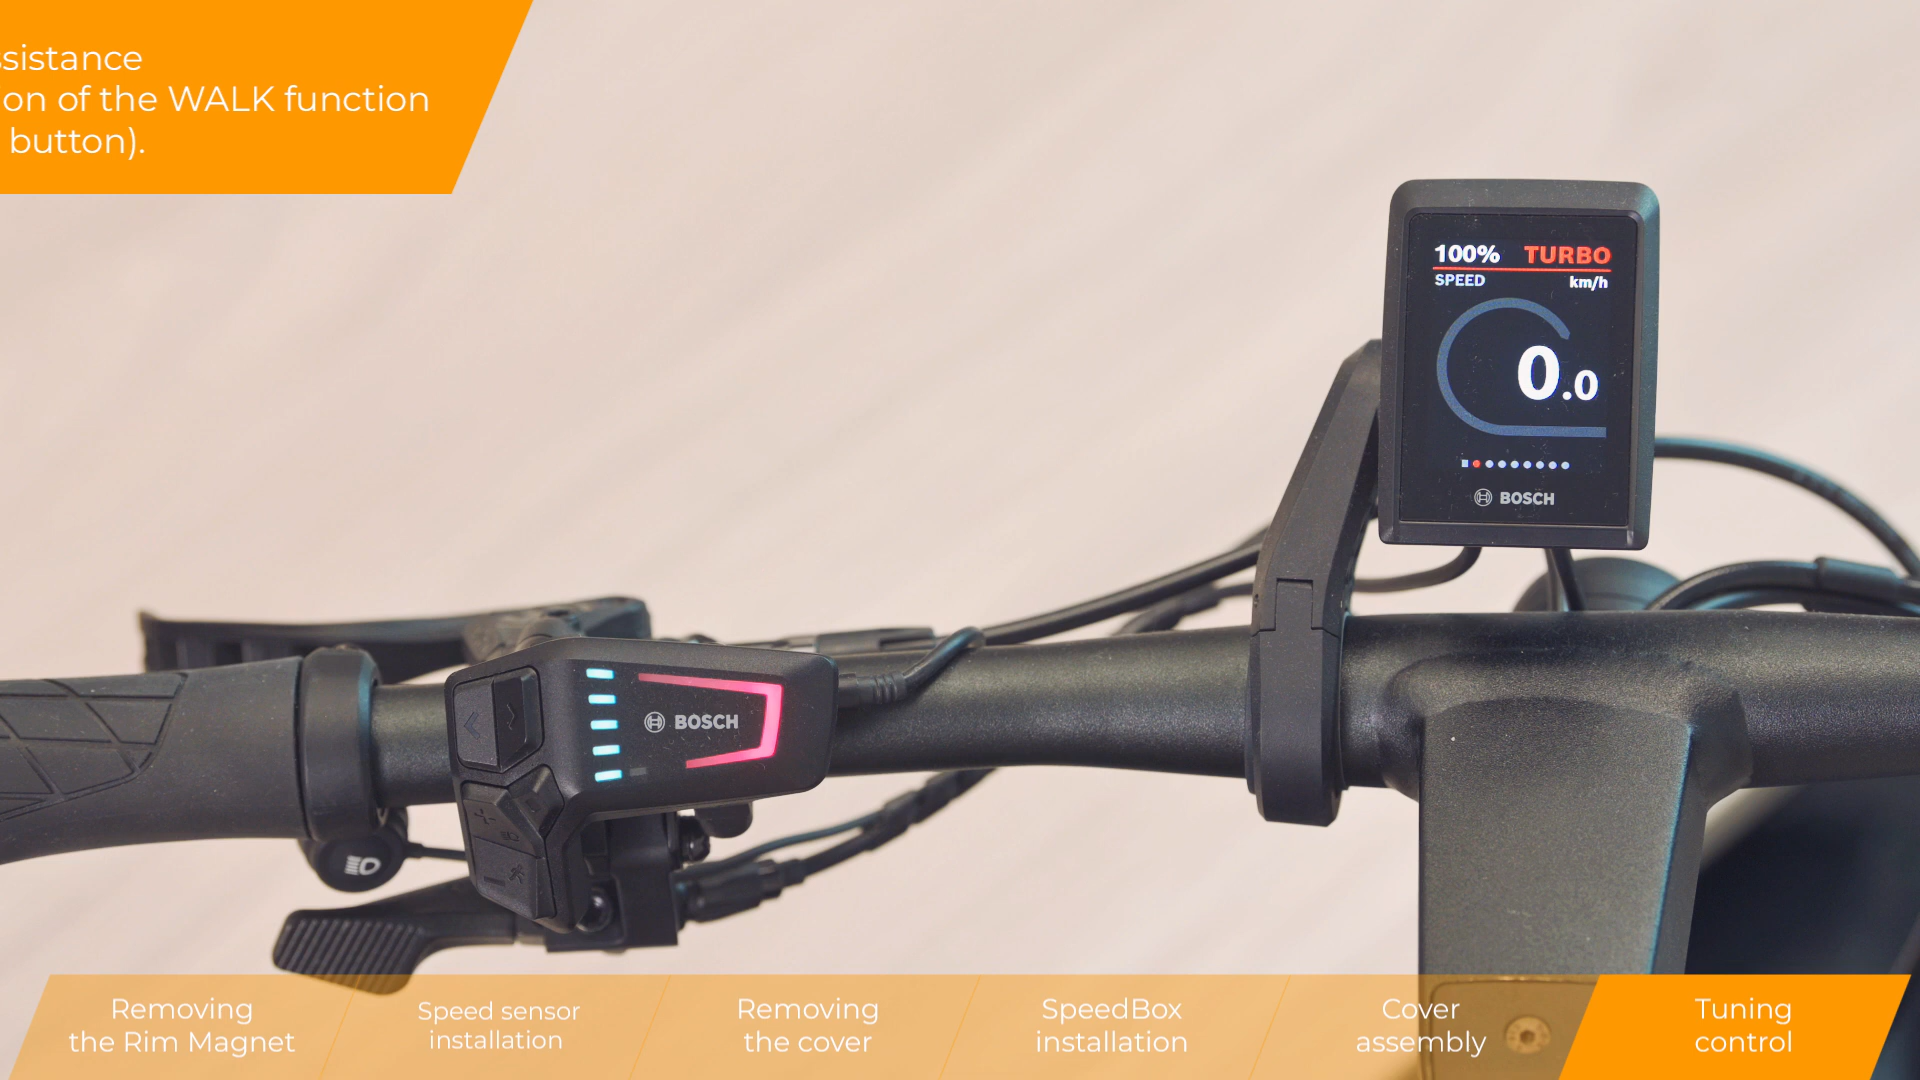 sistance
on of the WALK function
button).
100% TURBO
SPEED km/h
0.0
BOSCH
BOSCH
Removing
the Rim Magnet
Speed sensor
installation
Removing
the cover
SpeedBox
installation
Cover
assembly
Tuning
control